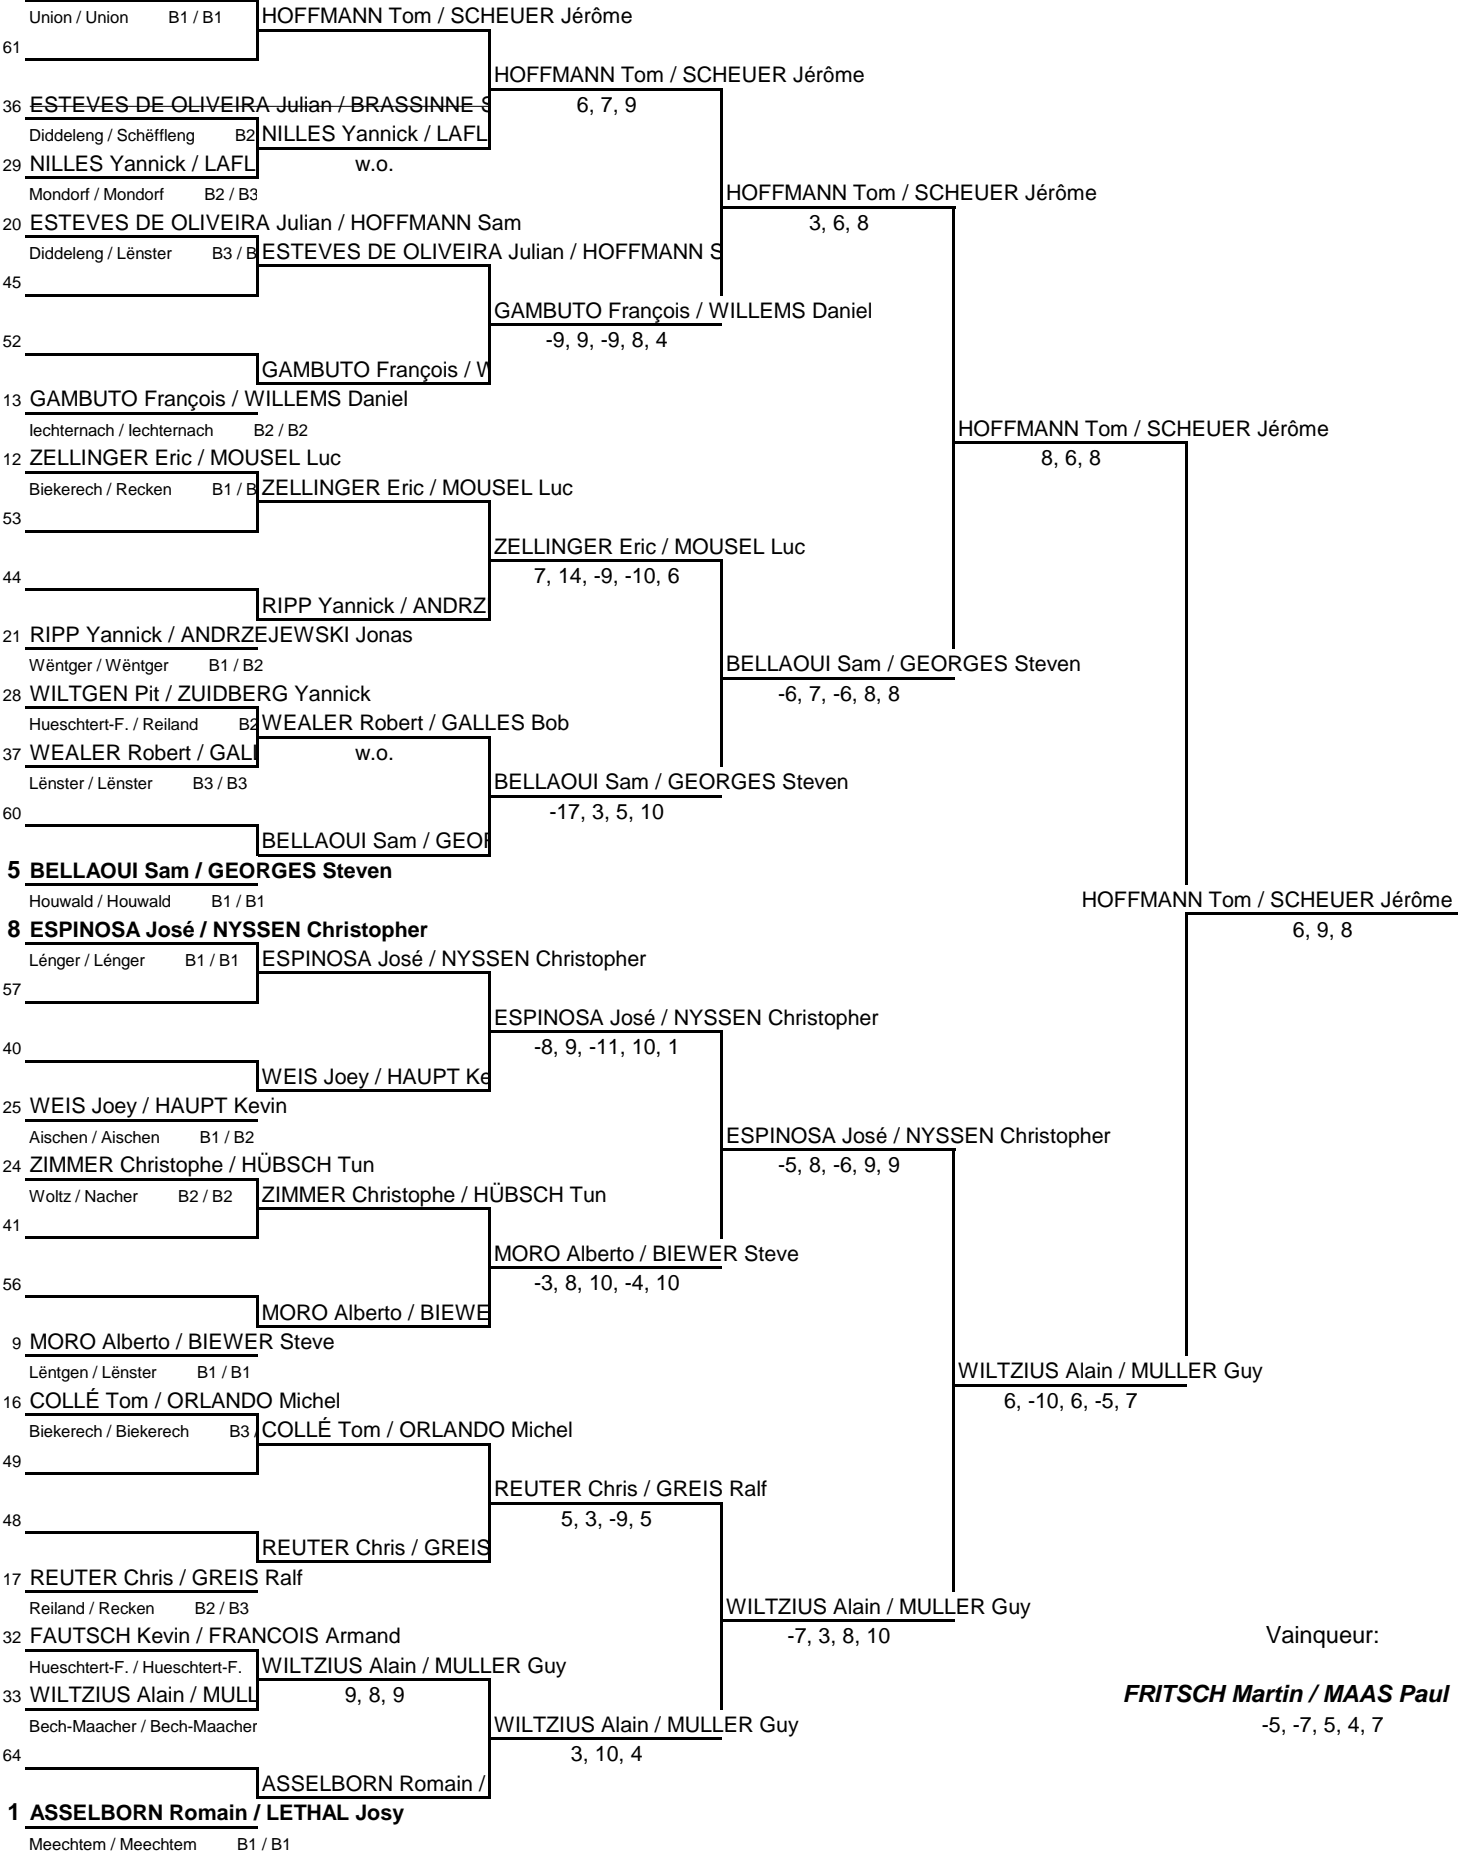 Union / Union B1 / B1
HOFFMANN Tom / SCHEUER Jérôme
61
HOFFMANN Tom / SCHEUER Jérôme
36 ESTEVES DE OLIVEIRA Julian / BRASSINNE S
6, 7, 9
Diddeleng / Schëffleng B2
NILLES Yannick / LAFL
29 NILLES Yannick / LAFL
w.o.
Mondorf / Mondorf B2 / B3
HOFFMANN Tom / SCHEUER Jérôme
20 ESTEVES DE OLIVEIRA Julian / HOFFMANN Sam
3, 6, 8
Diddeleng / Lënster B3 / B
ESTEVES DE OLIVEIRA Julian / HOFFMANN S
45
GAMBUTO François / WILLEMS Daniel
52
-9, 9, -9, 8, 4
GAMBUTO François / W
13 GAMBUTO François / WILLEMS Daniel
Iechternach / Iechternach B2 / B2
HOFFMANN Tom / SCHEUER Jérôme
12 ZELLINGER Eric / MOUSEL Luc
8, 6, 8
Biekerech / Recken B1 / B
ZELLINGER Eric / MOUSEL Luc
53
ZELLINGER Eric / MOUSEL Luc
44
7, 14, -9, -10, 6
RIPP Yannick / ANDRZ
21 RIPP Yannick / ANDRZEJEWSKI Jonas
Wëntger / Wëntger B1 / B2
BELLAOUI Sam / GEORGES Steven
28 WILTGEN Pit / ZUIDBERG Yannick
-6, 7, -6, 8, 8
Hueschtert-F. / Reiland B2
WEALER Robert / GALLES Bob
37 WEALER Robert / GALL
w.o.
Lënster / Lënster B3 / B3
BELLAOUI Sam / GEORGES Steven
60
-17, 3, 5, 10
BELLAOUI Sam / GEOR
5 BELLAOUI Sam / GEORGES Steven
Houwald / Houwald B1 / B1
HOFFMANN Tom / SCHEUER Jérôme
8 ESPINOSA José / NYSSEN Christopher
6, 9, 8
Lénger / Lénger B1 / B1
ESPINOSA José / NYSSEN Christopher
57
ESPINOSA José / NYSSEN Christopher
40
-8, 9, -11, 10, 1
WEIS Joey / HAUPT Ke
25 WEIS Joey / HAUPT Kevin
Aischen / Aischen B1 / B2
ESPINOSA José / NYSSEN Christopher
24 ZIMMER Christophe / HÜBSCH Tun
-5, 8, -6, 9, 9
Woltz / Nacher B2 / B2
ZIMMER Christophe / HÜBSCH Tun
41
MORO Alberto / BIEWER Steve
56
-3, 8, 10, -4, 10
MORO Alberto / BIEWE
9 MORO Alberto / BIEWER Steve
Lëntgen / Lënster B1 / B1
WILTZIUS Alain / MULLER Guy
16 COLLÉ Tom / ORLANDO Michel
6, -10, 6, -5, 7
Biekerech / Biekerech B3 /
COLLÉ Tom / ORLANDO Michel
49
REUTER Chris / GREIS Ralf
48
5, 3, -9, 5
REUTER Chris / GREIS
17 REUTER Chris / GREIS Ralf
Reiland / Recken B2 / B3
WILTZIUS Alain / MULLER Guy
32 FAUTSCH Kevin / FRANCOIS Armand
-7, 3, 8, 10
Vainqueur:
Hueschtert-F. / Hueschtert-F.
WILTZIUS Alain / MULLER Guy
33 WILTZIUS Alain / MULL
9, 8, 9
FRITSCH Martin / MAAS Paul
Bech-Maacher / Bech-Maacher
WILTZIUS Alain / MULLER Guy
-5, -7, 5, 4, 7
64
3, 10, 4
ASSELBORN Romain /
1 ASSELBORN Romain / LETHAL Josy
Meechtem / Meechtem B1 / B1